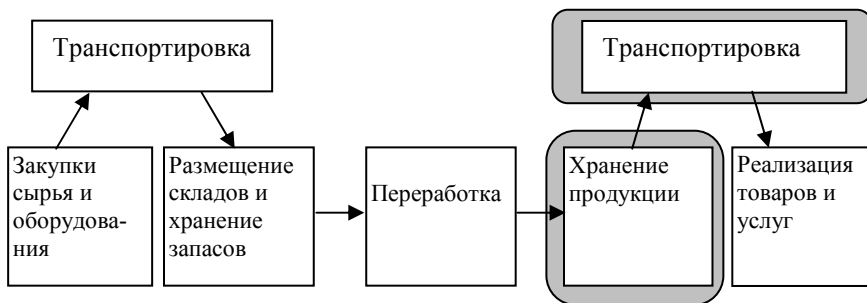 Транспортировка
Транспортировка
Закупки
сырья и
оборудова-
ния
Размещение
складов и
хранение
запасов
Переработка
Хранение
продукции
Реализация
товаров и
услуг